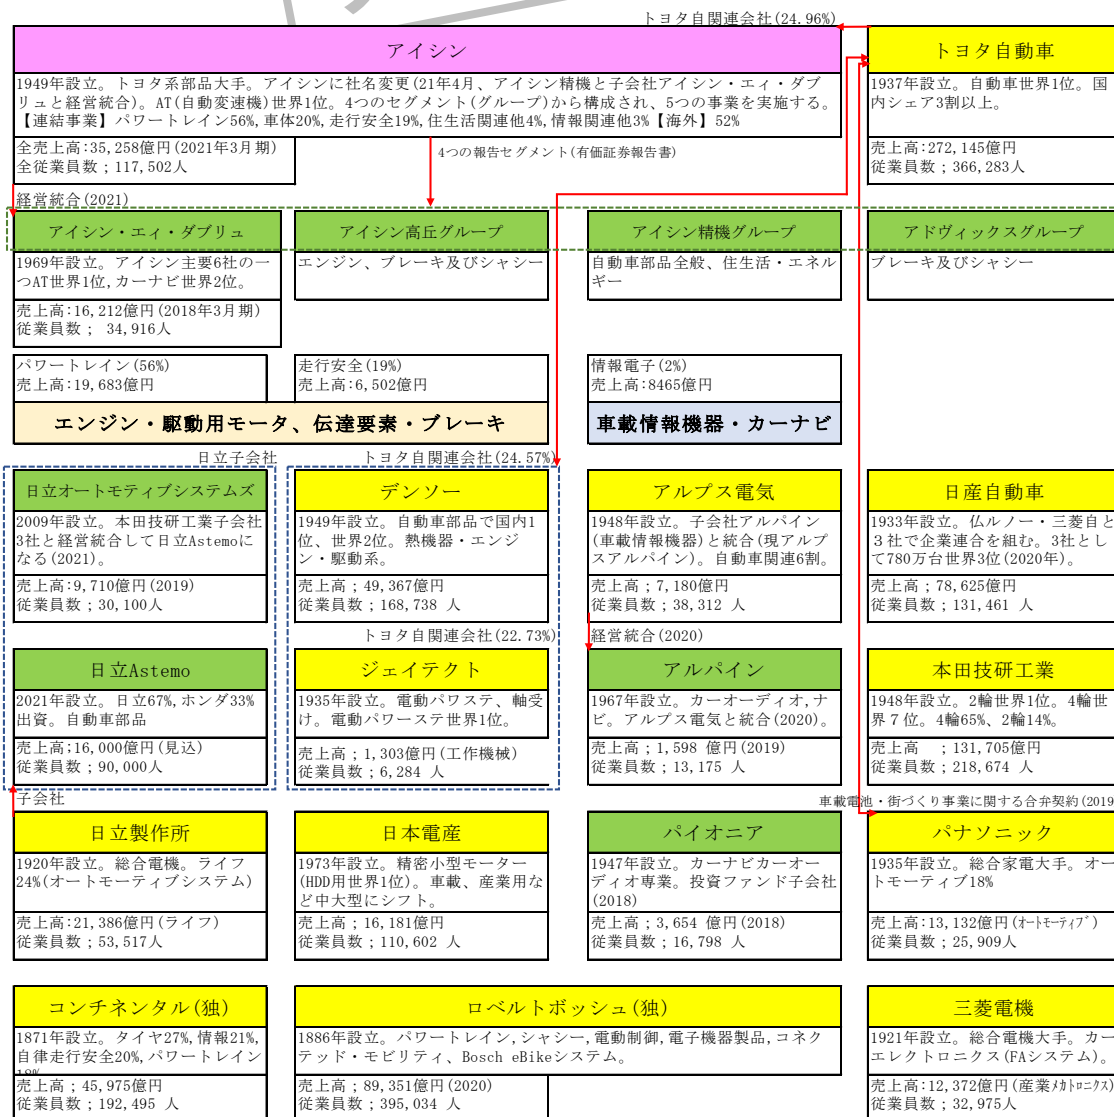 トヨタ自関連会社(24.96%)
アイシン
1949年設立。トヨタ系部品大手。アイシンに社名変更(21年4月、アイシン精機と子会社アイシン・エィ・ダブ
リュと経営統合)。AT(自動変速機)世界1位。4つのセグメント(グループ)から構成され、5つの事業を実施する。
【連結事業】パワートレイン56%,車体20%,走行安全19%,住生活関連他4%,情報関連他3%【海外】52%
全売上高:35,258億円(2021年3月期)
全従業員数；117,502人
トヨタ自動車
1937年設立。自動車世界1位。国
内シェア3割以上。
売上高:272,145億円
従業員数；366,283人
4つの報告セグメント(有価証券報告書)
経営統合(2021)
アイシン・エィ・ダブリュ
1969年設立。アイシン主要6社の一
つAT世界1位,カーナビ世界2位。
売上高:16,212億円(2018年3月期)
従業員数； 34,916人
アイシン高丘グループ
エンジン、ブレーキ及びシャシー
アイシン精機グループ
自動車部品全般、住生活・エネル
ギー
アドヴィックスグループ
ブレーキ及びシャシー
パワートレイン(56%)
売上高:19,683億円
走行安全(19%)
売上高:6,502億円
情報電子(2%)
売上高:8465億円
エンジン・駆動用モータ、伝達要素・ブレーキ
車載情報機器・カーナビ
日立子会社
トヨタ自関連会社(24.57%)
日立オートモティブシステムズ
2009年設立。本田技研工業子会社
3社と経営統合して日立Astemoに
なる(2021)。
売上高:9,710億円(2019)
従業員数；30,100人
デンソー
1949年設立。自動車部品で国内1
位、世界2位。熱機器・エンジ
ン・駆動系。
売上高；49,367億円
従業員数；168,738 人
アルプス電気
1948年設立。子会社アルパイン
(車載情報機器)と統合(現アルプ
スアルパイン)。自動車関連6割。
売上高；7,180億円
従業員数；38,312 人
日産自動車
1933年設立。仏ルノー・三菱自と
３社で企業連合を組む。3社とし
て780万台世界3位(2020年)。
売上高；78,625億円
従業員数；131,461 人
トヨタ自関連会社(22.73%)
経営統合(2020)
日立Astemo
2021年設立。日立67%,ホンダ33%
出資。自動車部品
売上高:16,000億円(見込)
従業員数；90,000人
ジェイテクト
1935年設立。電動パワステ、軸受
け。電動パワーステ世界1位。
売上高；1,303億円(工作機械)
従業員数；6,284 人
アルパイン
1967年設立。カーオーディオ,ナ
ビ。アルプス電気と統合(2020)。
売上高；1,598 億円(2019)
従業員数；13,175 人
本田技研工業
1948年設立。2輪世界1位。4輪世
界７位。4輪65%、2輪14%。
売上高 ；131,705億円
従業員数；218,674 人
子会社
車載電池・街づくり事業に関する合弁契約(2019
日立製作所
1920年設立。総合電機。ライフ
24%(オートモーティブシステム)
売上高:21,386億円(ライフ)
従業員数；53,517人
日本電産
1973年設立。精密小型モーター
(HDD用世界1位)。車載、産業用な
ど中大型にシフト。
売上高；16,181億円
従業員数；110,602 人
パイオニア
1947年設立。カーナビカーオー
ディオ専業。投資ファンド子会社
(2018)
売上高；3,654 億円(2018)
従業員数；16,798 人
パナソニック
1935年設立。総合家電大手。オー
トモーティブ18%
売上高:13,132億円(ｵｰﾄﾓｰﾃｨﾌﾞ)
従業員数；25,909人
コンチネンタル(独)
1871年設立。タイヤ27%,情報21%,
自律走行安全20%,パワートレイン
売上高；45,975億円
従業員数；192,495 人
ロベルトボッシュ(独)
1886年設立。パワートレイン,シャシー,電動制御,電子機器製品,コネク
テッド・モビリティ、Bosch eBikeシステム。
売上高；89,351億円(2020)
従業員数；395,034 人
三菱電機
1921年設立。総合電機大手。カー
エレクトロニクス(FAシステム)。
売上高:12,372億円(産業ﾒｶﾄﾛﾆｸｽ)
従業員数；32,975人